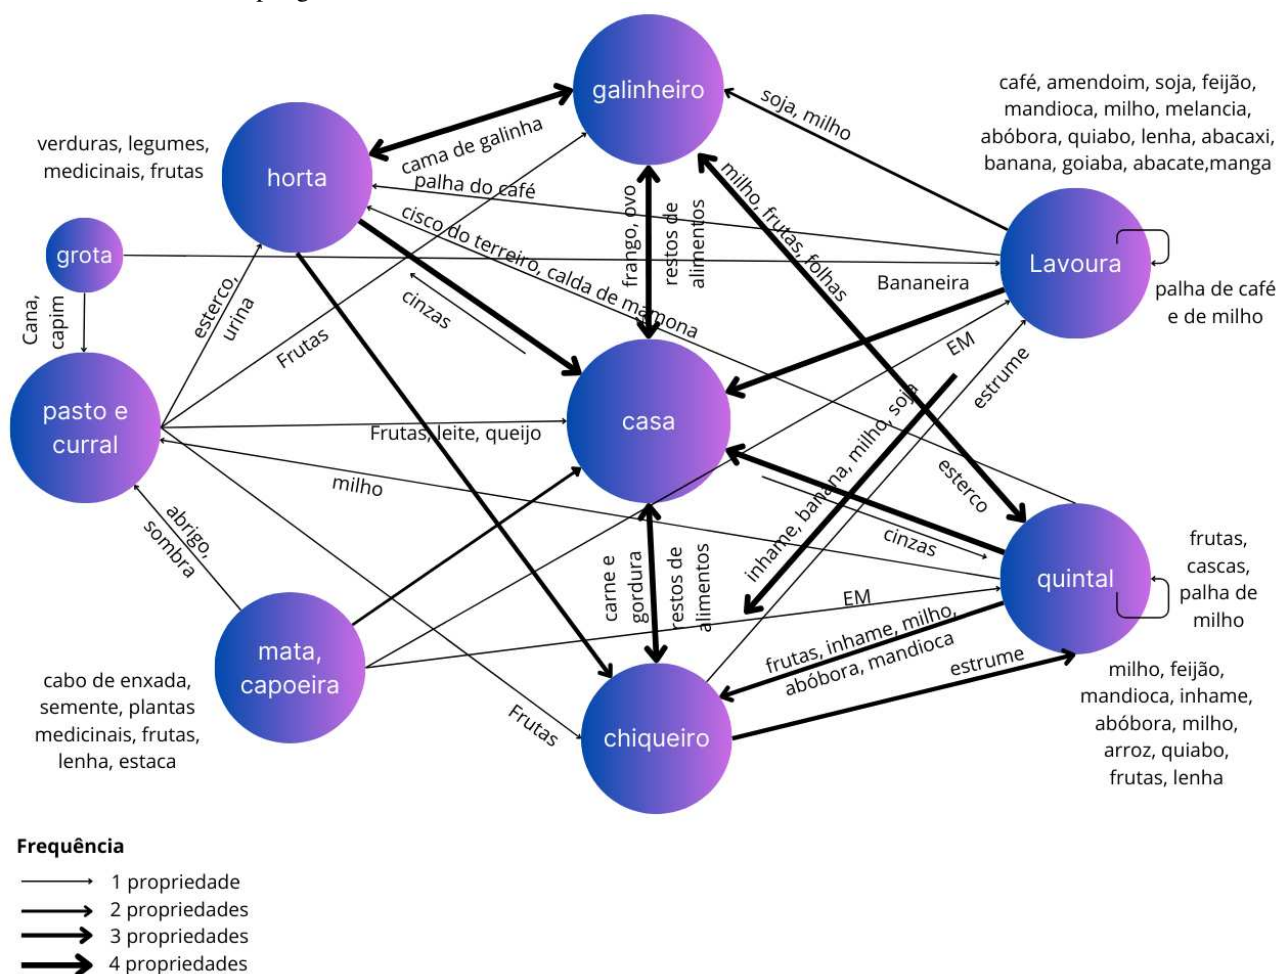 galinheiro
soja, milho
café, amendoim, soja, feijão,
mandioca, milho, melancia,
abóbora, quiabo, lenha, abacaxi,
banana, goiaba, abacate,manga
verduras, legumes,
medicinais, frutas
horta
cama de galinha
palha do café
milho, frutas, folhas
cisco do terreiro, calda de mamona
frango, ovo
restos de
alimentos
grota
Lavoura
Bananeira
palha de café
e de milho
Cana,
capim
esterco,
urina
cinzas
Frutas
EM
estrume
pasto e
curral
casa
Frutas, leite, queijo
inhame, banana, milho, soja
esterco
milho
cinzas
abrigo,
sombra
carne e
gordura
restos de
alimentos
quintal
frutas,
cascas,
palha de
milho
EM
frutas, inhame, milho,
abóbora, mandioca
estrume
mata,
capoeira
cabo de enxada,
semente, plantas
medicinais, frutas,
lenha, estaca
Frutas
chiqueiro
milho, feijão,
mandioca, inhame,
abóbora, milho,
arroz, quiabo,
frutas, lenha
Frequência
1 propriedade
2 propriedades
3 propriedades
4 propriedades